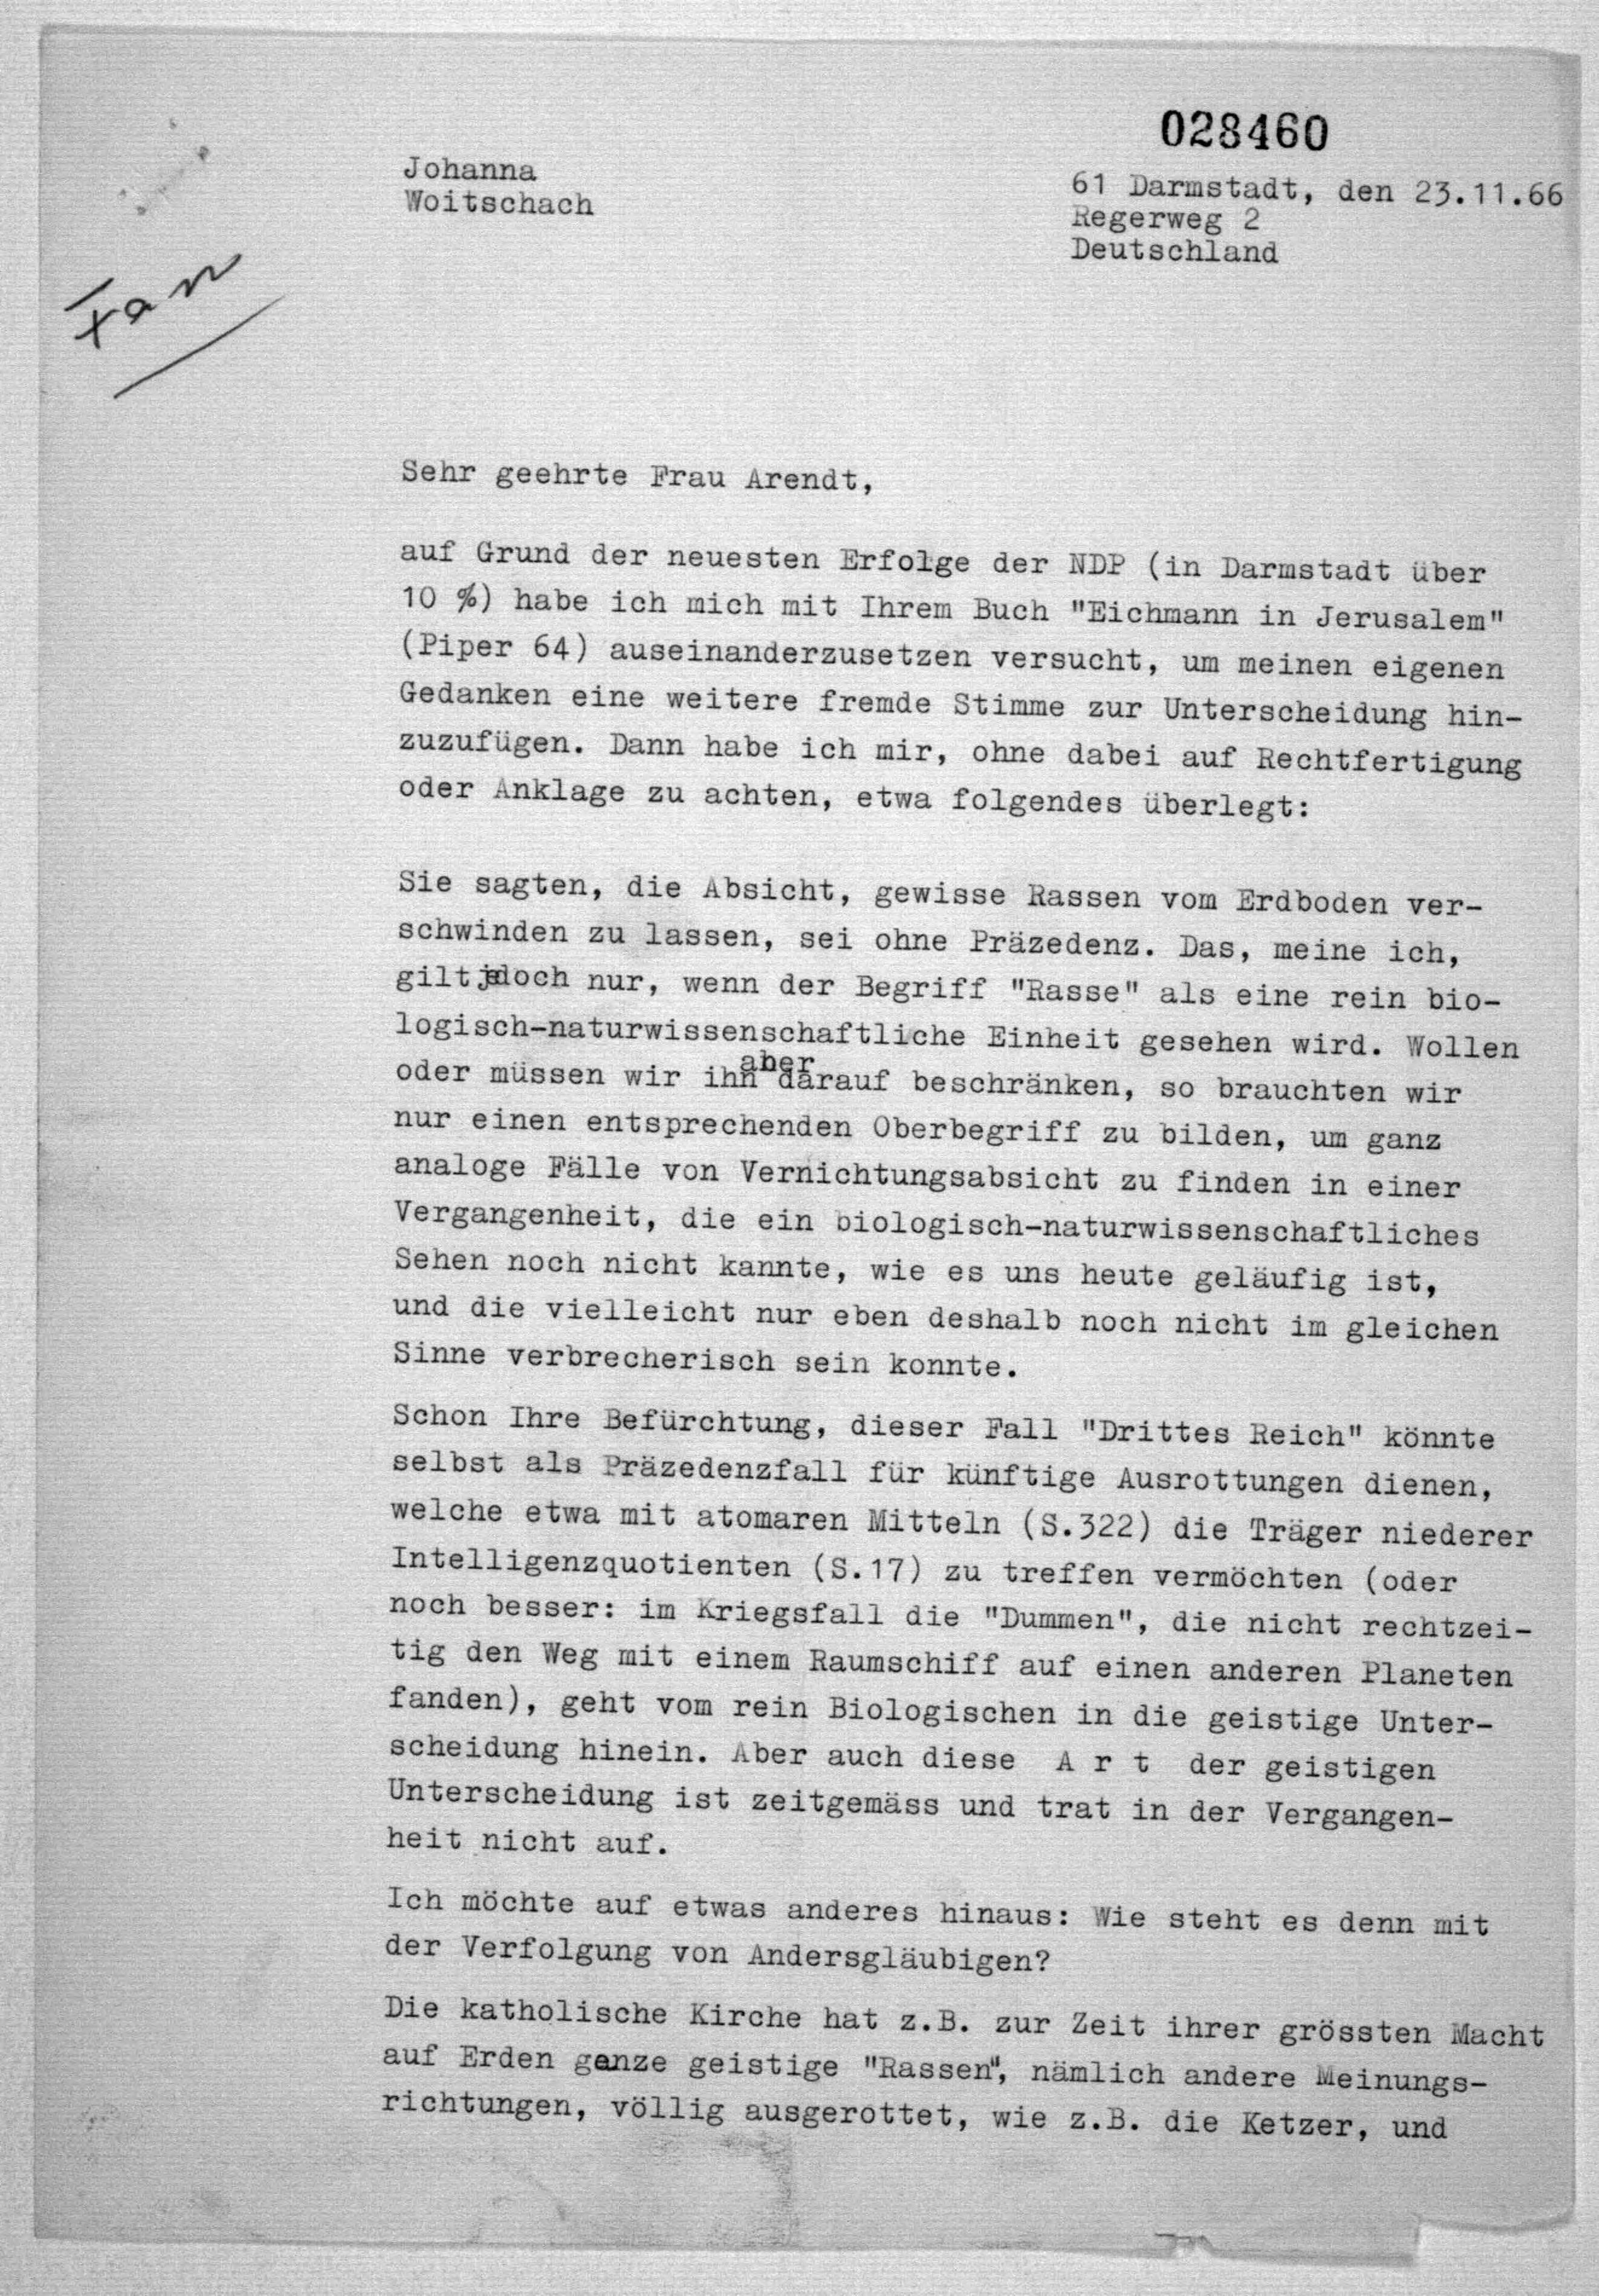 028460
Johanna
Woitschach
61 Darmstadt, den 23.11.66
Regerweg 2
Deutschland
Fan
Sehr geehrte Frau Arendt,
auf Grund der neuesten Erfolge der NDP (in Darmstadt über
10 %) habe ich mich mit Ihrem Buch "Eichmann in Jerusalem"
(Piper 64) auseinanderzusetzen versucht, um meinen eigenen
Gedanken eine weitere fremde Stimme zur Unterscheidung hin-
zuzufügen. Dann habe ich mir, ohne dabei auf Rechtfertigung
oder Anklage zu achten, etwa folgendes überlegt:
Sie sagten, die Absicht, gewisse Rassen vom Erdboden ver-
schwinden zu lassen, sei ohne Präzedenz. Das, meine ich,
gilt jedoch nur, wenn der Begriff "Rasse" als eine rein bio-
logisch-naturwissenschaftliche Einheit gesehen wird. Wollen
aber
oder müssen wir ihn darauf beschränken, so brauchten wir
nur einen entsprechenden Oberbegriff zu bilden, um ganz
analoge Fälle von Vernichtungsabsicht zu finden in einer
Vergangenheit, die ein biologisch-naturwissenschaftliches
Sehen noch nicht kannte, wie es uns heute geläufig ist,
und die vielleicht nur eben deshalb noch nicht im gleichen
Sinne verbrecherisch sein konnte.
Schon Ihre Befürchtung, dieser Fall "Drittes Reich" könnte
selbst als Präzedenzfall für künftige Ausrottungen dienen,
welche etwa mit atomaren Mitteln (S.322) die Träger niederer
Intelligenzquotienten (S.17) zu treffen vermöchten (oder
noch besser: im Kriegsfall die "Dummen", die nicht rechtzei-
tig den Weg mit einem Raumschiff auf einen anderen Planeten
fanden), geht vom rein Biologischen in die geistige Unter-
scheidung hinein. Aber auch diese A r t der geistigen
Unterscheidung ist zeitgemäss und trat in der Vergangen-
heit nicht auf.
Ich möchte auf etwas anderes hinaus: Wie steht es denn mit
der Verfolgung von Andersgläubigen?
Die katholische Kirche hat z.B. zur Zeit ihrer grössten Macht
auf Erden ganze geistige "Rassen", nämlich andere Meinungs-
richtungen, völlig ausgerottet, wie z.B. die Ketzer, und